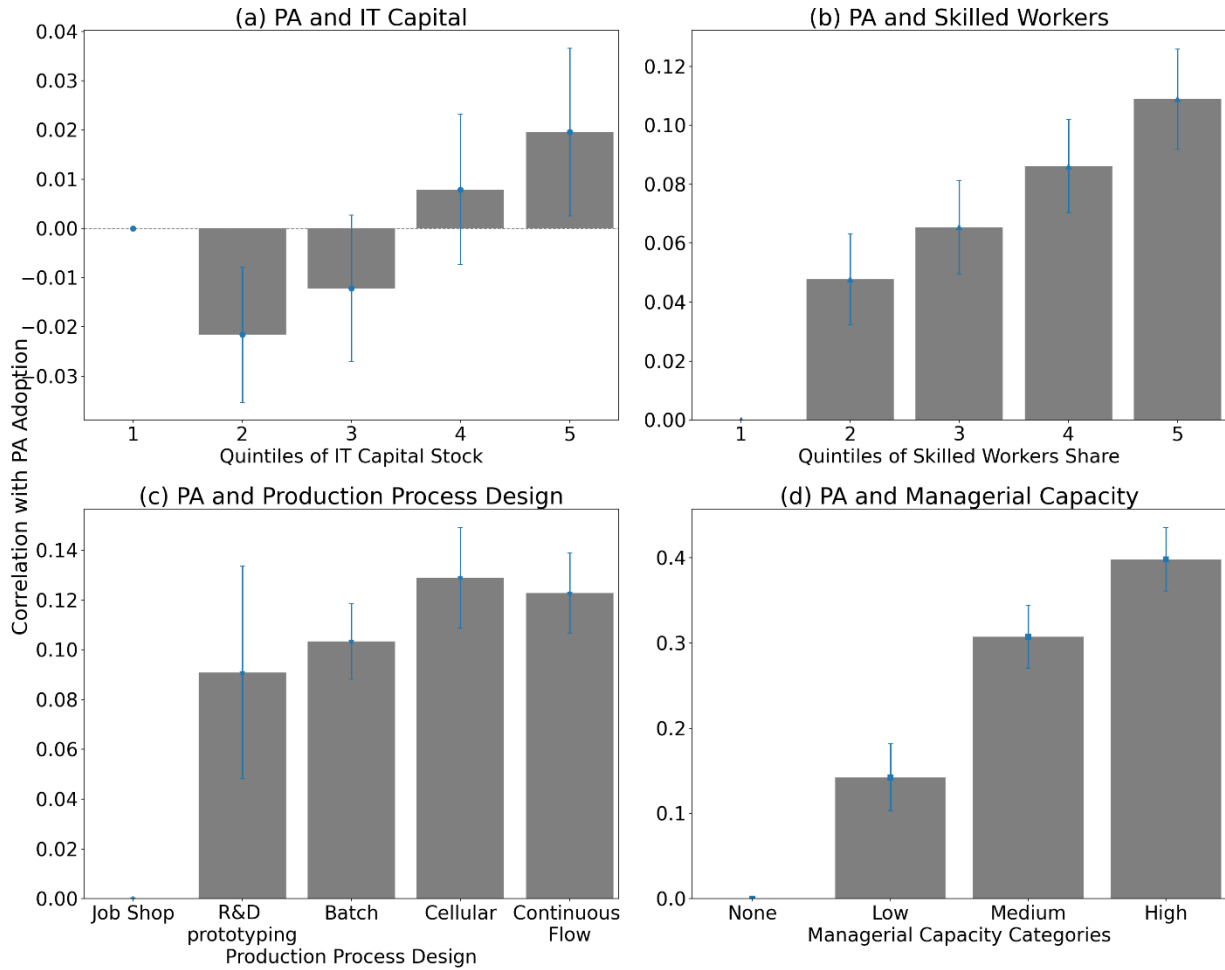 Correlation with PA Adoption
(a) PA and IT Capital
0.04
0.03
0.02
0.01
0.00
−0.01
−0.02
−0.03
1 2 3 4 5
Quintiles of IT Capital Stock
(b) PA and Skilled Workers
0.12
0.10
0.08
0.06
0.04
0.02
0.00
1 2 3 4 5
Quintiles of Skilled Workers Share
(c) PA and Production Process Design
0.14
0.12
0.10
0.08
0.06
0.04
0.02
0.00
Job Shop R&D Batch Cellular Continuous
prototyping Flow
Production Process Design
(d) PA and Managerial Capacity
0.4
0.3
0.2
0.1
0.0
None Low Medium High
Managerial Capacity Categories